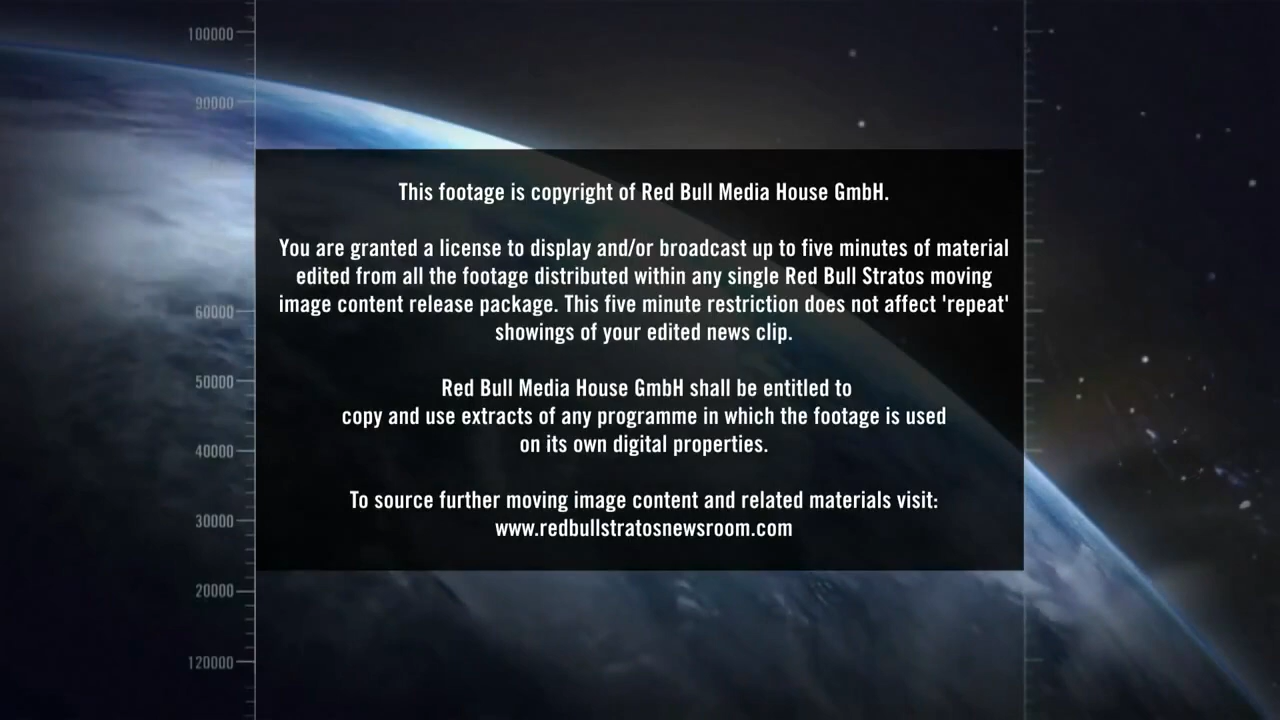 100000
90000
This footage is copyright of Red Bull Media House GmbH.
You are granted a license to display and/or broadcast up to five minutes of material
edited from all the footage distributed within any single Red Bull Stratos moving
image content release package. This five minute restriction does not affect 'repeat'
showings of your edited news clip.
Red Bull Media House GmbH shall be entitled to
copy and use extracts of any programme in which the footage is used
on its own digital properties.
To source further moving image content and related materials visit:
www.redbullstratosnewsroom.com
60000
50000
40000
30000
20000
120000